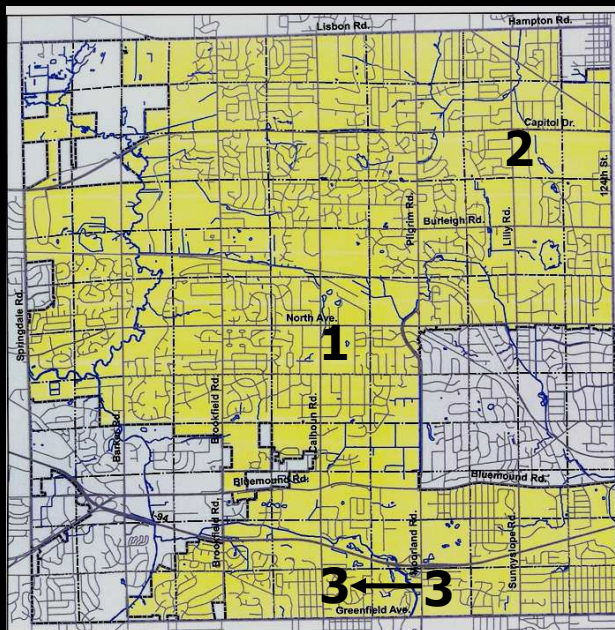 Lisbon Rd.
Hampton Rd.
Capitol Dr.
2
124th St.
Pilgrim Rd.
Burleigh Rd.
Lilly Rd.
Springdale Rd.
North Ave.
1
Brookfield Rd.
Calhoun Rd.
Barker Rd.
Bluemound Rd.
Bluemound Rd.
Brookfield Rd.
94
Moorland Rd.
Sunnyslope Rd.
3
3
Greenfield Ave.